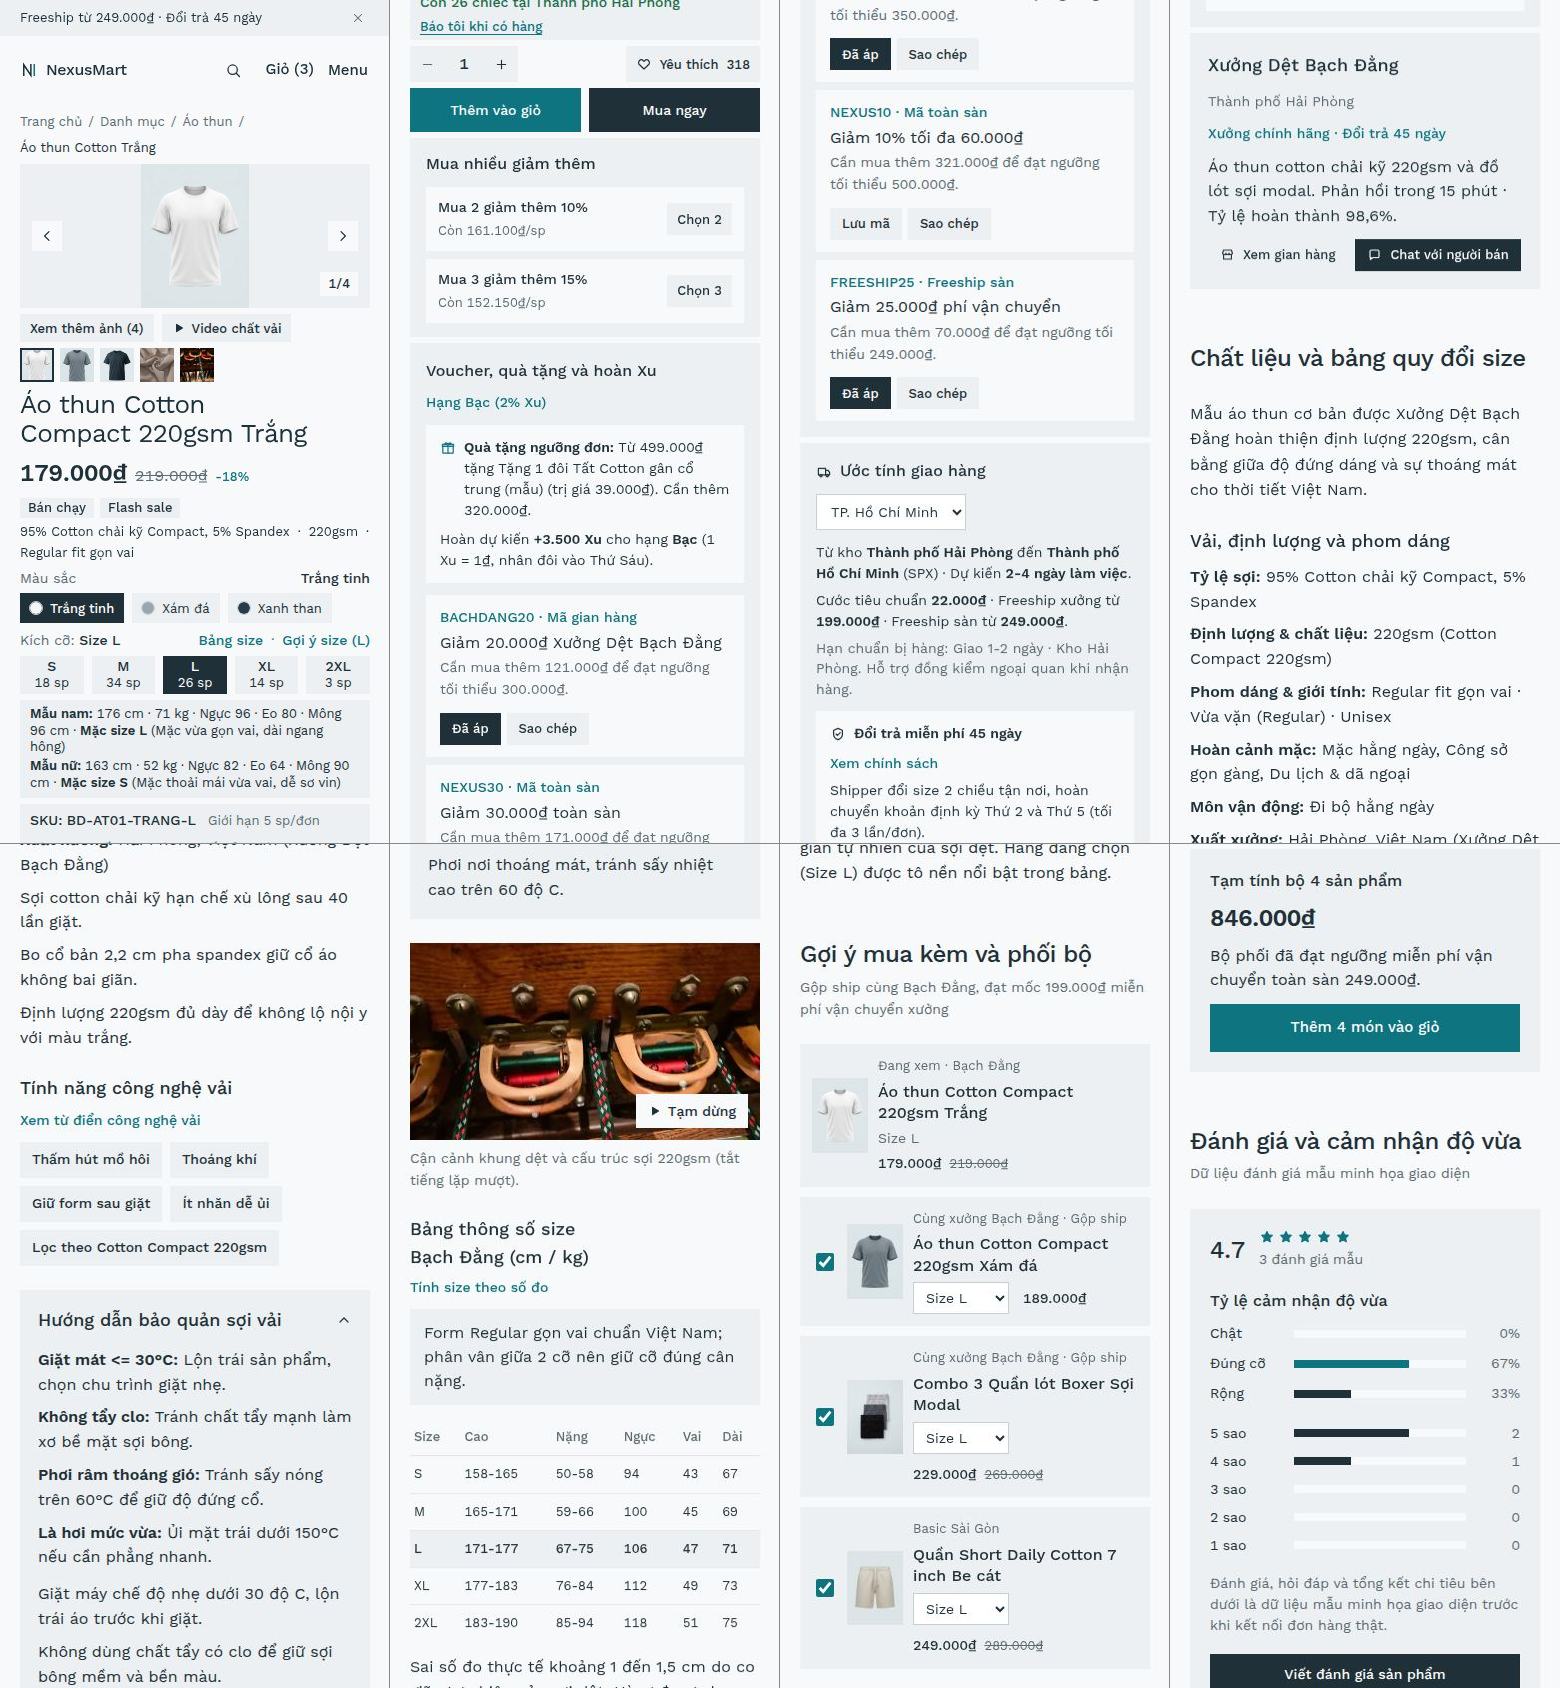 Freeship từ 249.000₫ · Đổi trả 45 ngày
NexusMart
Giỏ (3)
Menu
Trang chủ / Danh mục / Áo thun /
Áo thun Cotton Trắng
1/4
Xem thêm ảnh (4)
Video chất vải
Áo thun Cotton
Compact 220gsm Trắng
179.000₫ 219.000₫ -18%
Bán chạy
Flash sale
95% Cotton chải kỹ Compact, 5% Spandex · 220gsm ·
Regular fit gọn vai
Màu sắc
Trắng tinh
Trắng tinh
Xám đá
Xanh than
Kích cỡ: Size L
Bảng size · Gợi ý size (L)
S
18 sp
M
34 sp
L
26 sp
XL
14 sp
2XL
3 sp
Mẫu nam: 176 cm · 71 kg · Ngực 96 · Eo 80 · Mông
96 cm · Mặc size L (Mặc vừa gọn vai, dài ngang
hông)
Mẫu nữ: 163 cm · 52 kg · Ngực 82 · Eo 64 · Mông 90
cm · Mặc size S (Mặc thoải mái vừa vai, dễ sơ vin)
SKU: BD-AT01-TRANG-L Giới hạn 5 sp/đơn
Còn 26 chiếc tại Thành phố Hải Phòng
Báo tôi khi có hàng
− 1 +
Yêu thích 318
Thêm vào giỏ
Mua ngay
Mua nhiều giảm thêm
Mua 2 giảm thêm 10%
Còn 161.100₫/sp
Chọn 2
Mua 3 giảm thêm 15%
Còn 152.150₫/sp
Chọn 3
Voucher, quà tặng và hoàn Xu
Hạng Bạc (2% Xu)
Quà tặng ngưỡng đơn: Từ 499.000₫
tặng Tặng 1 đôi Tất Cotton gân cổ
trung (mẫu) (trị giá 39.000₫). Cần thêm
320.000₫.
Hoàn dự kiến +3.500 Xu cho hạng Bạc (1
Xu = 1₫, nhân đôi vào Thứ Sáu).
BACHDANG20 · Mã gian hàng
Giảm 20.000₫ Xưởng Dệt Bạch Đằng
Cần mua thêm 121.000₫ để đạt ngưỡng
tối thiểu 300.000₫.
Đã áp
Sao chép
NEXUS30 · Mã toàn sàn
Giảm 30.000₫ toàn sàn
Cần mua thêm 171.000₫ để đạt ngưỡng
tối thiểu 350.000₫.
Đã áp
Sao chép
NEXUS10 · Mã toàn sàn
Giảm 10% tối đa 60.000₫
Cần mua thêm 321.000₫ để đạt ngưỡng
tối thiểu 500.000₫.
Lưu mã
Sao chép
FREESHIP25 · Freeship sàn
Giảm 25.000₫ phí vận chuyển
Cần mua thêm 70.000₫ để đạt ngưỡng tối
thiểu 249.000₫.
Đã áp
Sao chép
Ước tính giao hàng
TP. Hồ Chí Minh
Từ kho Thành phố Hải Phòng đến Thành phố
Hồ Chí Minh (SPX) · Dự kiến 2-4 ngày làm việc.
Cước tiêu chuẩn 22.000₫ · Freeship xưởng từ
199.000₫ · Freeship sàn từ 249.000₫.
Hạn chuẩn bị hàng: Giao 1-2 ngày · Kho Hải
Phòng. Hỗ trợ đồng kiểm ngoại quan khi nhận
hàng.
Đổi trả miễn phí 45 ngày
Xem chính sách
Shipper đổi size 2 chiều tận nơi, hoàn
chuyển khoản định kỳ Thứ 2 và Thứ 5 (tối
đa 3 lần/đơn).
Xưởng Dệt Bạch Đằng
Thành phố Hải Phòng
Xưởng chính hãng · Đổi trả 45 ngày
Áo thun cotton chải kỹ 220gsm và đồ
lót sợi modal. Phản hồi trong 15 phút ·
Tỷ lệ hoàn thành 98,6%.
Xem gian hàng
Chat với người bán
Chất liệu và bảng quy đổi size
Mẫu áo thun cơ bản được Xưởng Dệt Bạch
Đằng hoàn thiện định lượng 220gsm, cân
bằng giữa độ đứng dáng và sự thoáng mát
cho thời tiết Việt Nam.
Vải, định lượng và phom dáng
Tỷ lệ sợi: 95% Cotton chải kỹ Compact, 5%
Spandex
Định lượng & chất liệu: 220gsm (Cotton
Compact 220gsm)
Phom dáng & giới tính: Regular fit gọn vai ·
Vừa vặn (Regular) · Unisex
Hoàn cảnh mặc: Mặc hằng ngày, Công sở
gọn gàng, Du lịch & dã ngoại
Môn vận động: Đi bộ hằng ngày
Xuất xưởng: Hải Phòng, Việt Nam (Xưởng Dệt
Bạch Đằng)
Sợi cotton chải kỹ hạn chế xù lông sau 40
lần giặt.
Bo cổ bản 2,2 cm pha spandex giữ cổ áo
không bai giãn.
Định lượng 220gsm đủ dày để không lộ nội y
với màu trắng.
Tính năng công nghệ vải
Xem từ điển công nghệ vải
Thấm hút mồ hôi
Thoáng khí
Giữ form sau giặt
Ít nhăn dễ ủi
Lọc theo Cotton Compact 220gsm
Hướng dẫn bảo quản sợi vải
Giặt mát <= 30°C: Lộn trái sản phẩm,
chọn chu trình giặt nhẹ.
Không tẩy clo: Tránh chất tẩy mạnh làm
xơ bề mặt sợi bông.
Phơi râm thoáng gió: Tránh sấy nóng
trên 60°C để giữ độ đứng cổ.
Là hơi mức vừa: Ủi mặt trái dưới 150°C
nếu cần phẳng nhanh.
Giặt máy chế độ nhẹ dưới 30 độ C, lộn
trái áo trước khi giặt.
Không dùng chất tẩy có clo để giữ sợi
bông mềm và bền màu.
Phơi nơi thoáng mát, tránh sấy nhiệt
cao trên 60 độ C.
Tạm dừng
Cận cảnh khung dệt và cấu trúc sợi 220gsm (tắt
tiếng lặp mượt).
Bảng thông số size
Bạch Đằng (cm / kg)
Tính size theo số đo
Form Regular gọn vai chuẩn Việt Nam;
phân vân giữa 2 cỡ nên giữ cỡ đúng cân
nặng.
Size Cao Nặng Ngực Vai Dài
S 158-165 50-58 94 43 67
M 165-171 59-66 100 45 69
L 171-177 67-75 106 47 71
XL 177-183 76-84 112 49 73
2XL 183-190 85-94 118 51 75
Sai số đo thực tế khoảng 1 đến 1,5 cm do co
giãn tự nhiên của sợi dệt. Hàng đang chọn
(Size L) được tô nền nổi bật trong bảng.
Gợi ý mua kèm và phối bộ
Gộp ship cùng Bạch Đằng, đạt mốc 199.000₫ miễn
phí vận chuyển xưởng
Đang xem · Bạch Đằng
Áo thun Cotton Compact
220gsm Trắng
Size L
179.000₫ 219.000₫
Cùng xưởng Bạch Đằng · Gộp ship
Áo thun Cotton Compact
220gsm Xám đá
Size L
189.000₫
Cùng xưởng Bạch Đằng · Gộp ship
Combo 3 Quần lót Boxer Sợi
Modal
Size L
229.000₫ 269.000₫
Basic Sài Gòn
Quần Short Daily Cotton 7
inch Be cát
Size L
249.000₫ 289.000₫
Tạm tính bộ 4 sản phẩm
846.000₫
Bộ phối đã đạt ngưỡng miễn phí vận
chuyển toàn sàn 249.000₫.
Thêm 4 món vào giỏ
Đánh giá và cảm nhận độ vừa
Dữ liệu đánh giá mẫu minh họa giao diện
4.7
3 đánh giá mẫu
Tỷ lệ cảm nhận độ vừa
Chật 0%
Đúng cỡ 67%
Rộng 33%
5 sao 2
4 sao 1
3 sao 0
2 sao 0
1 sao 0
Đánh giá, hỏi đáp và tổng kết chi tiêu bên
dưới là dữ liệu mẫu minh họa giao diện trước
khi kết nối đơn hàng thật.
Viết đánh giá sản phẩm